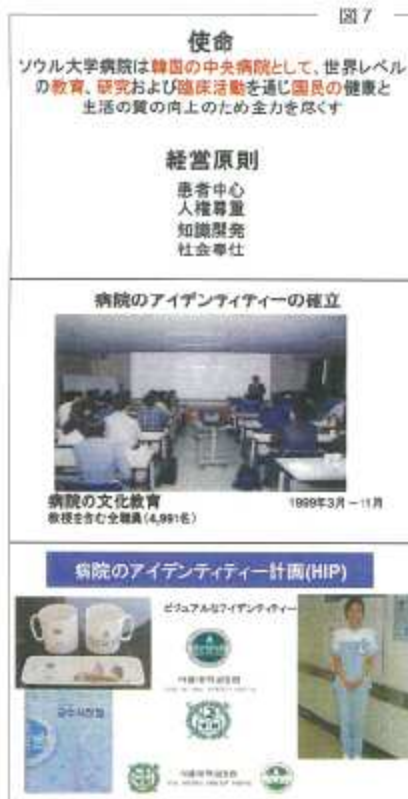 図7
使命
ソウル大学病院は韓国の中央病院として、世界レベル
の教育、研究および臨床活動を通じ国民の健康と
生活の質の向上のため全力を尽くす
経営原則
患者中心
人権尊重
知識開発
社会奉仕
病院のアイデンティティーの確立
病院の文化教育
1999年3月－11月
教授を含む全職員(4,991名)
病院のアイデンティティー計画(HIP)
ビジュアルなアイデンティティー